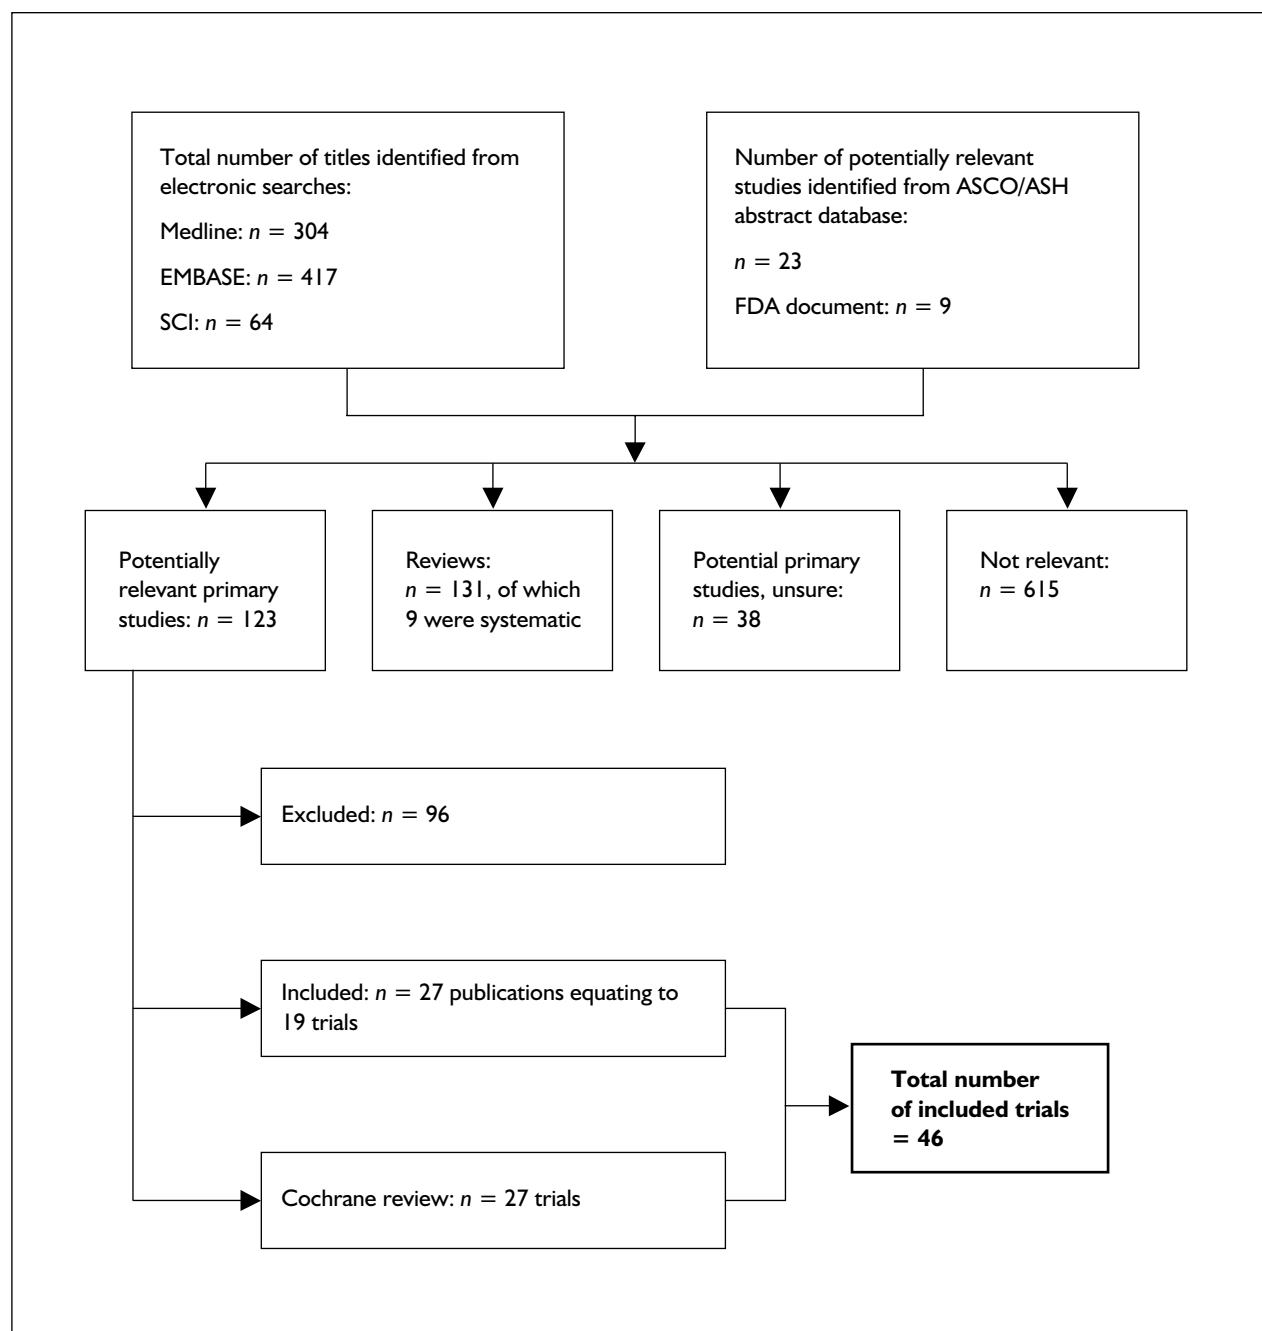 Total number of titles identified from
electronic searches:
Medline: n = 304
EMBASE: n = 417
SCI: n = 64
Number of potentially relevant
studies identified from ASCO/ASH
abstract database:
n = 23
FDA document: n = 9
Potentially
relevant primary
studies: n = 123
Reviews:
n = 131, of which
9 were systematic
Potential primary
studies, unsure:
n = 38
Not relevant:
n = 615
Excluded: n = 96
Included: n = 27 publications equating to
19 trials
Total number
of included trials
= 46
Cochrane review: n = 27 trials